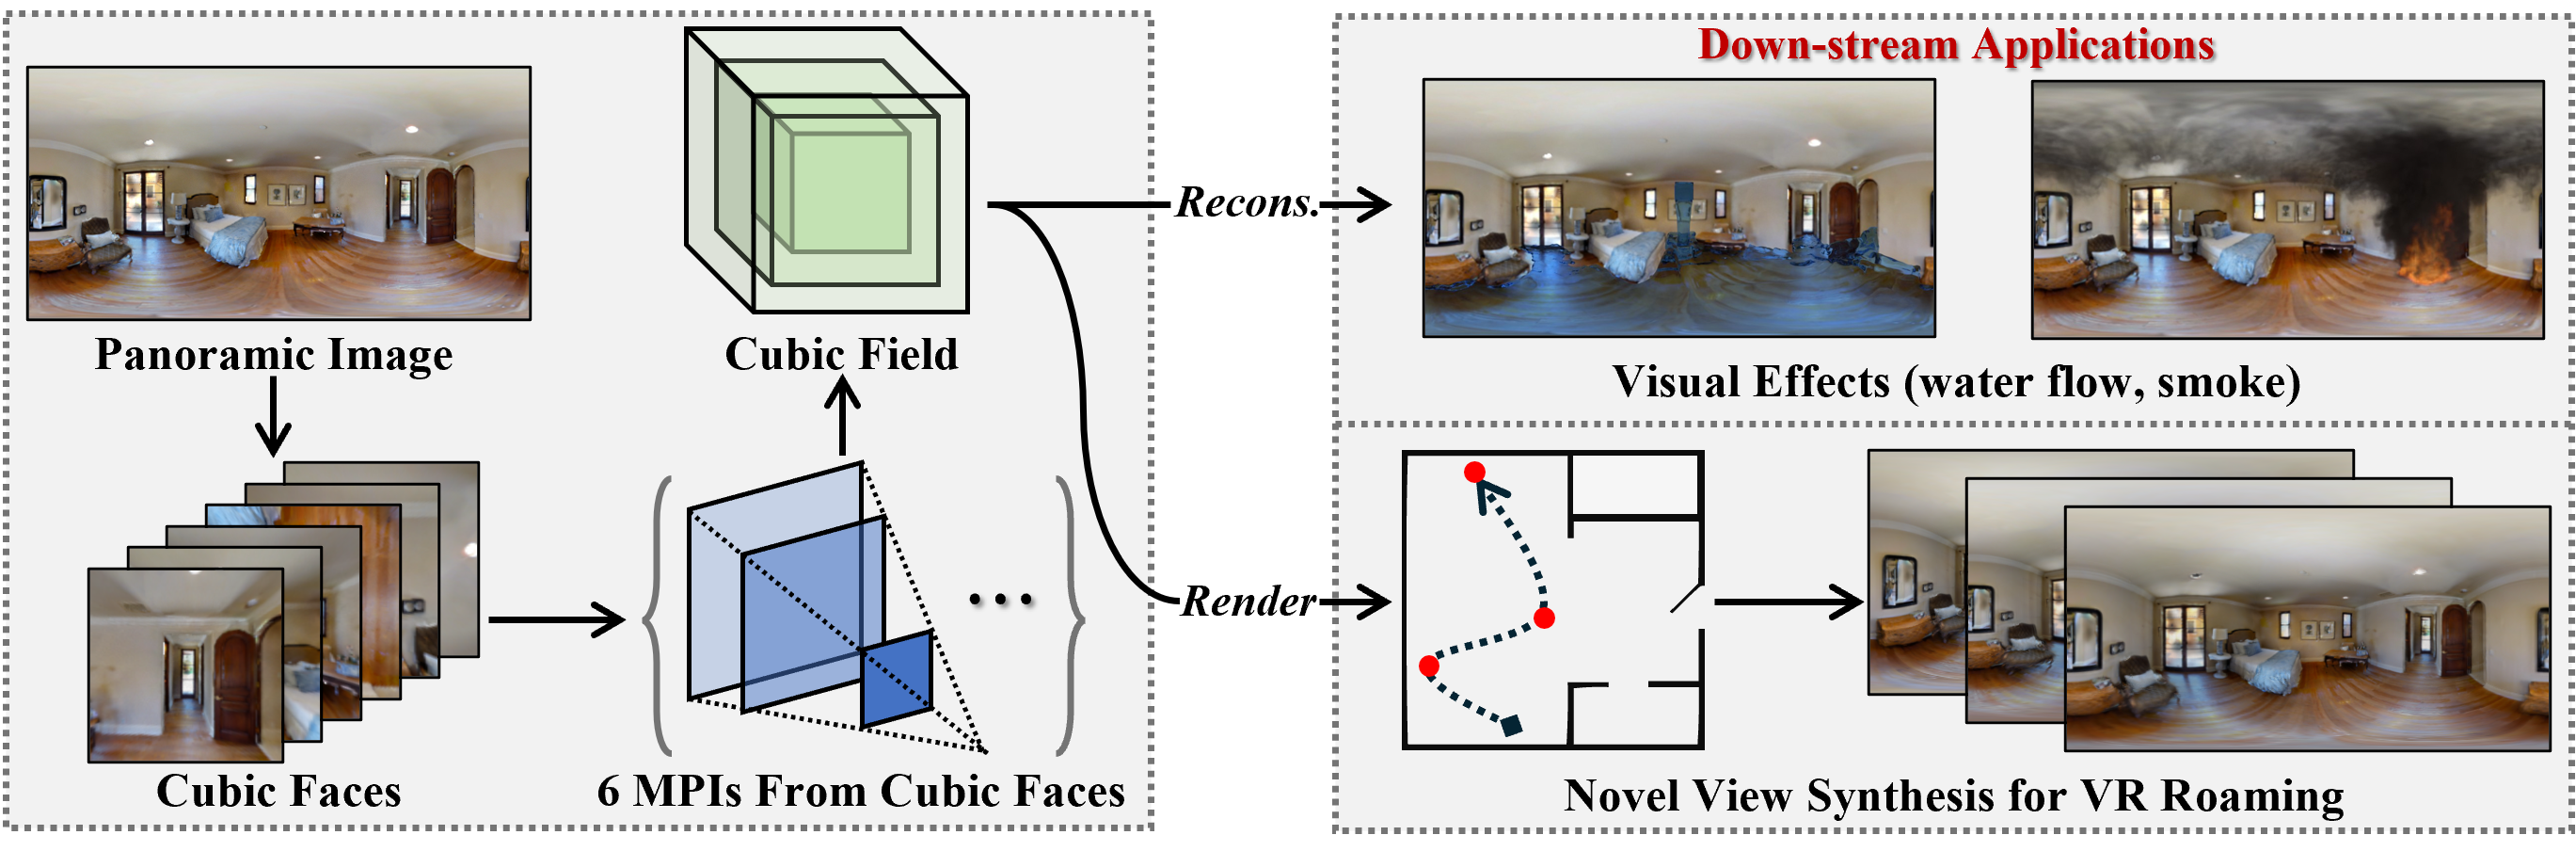 Panoramic Image
Cubic Faces
6 MPIs From Cubic Faces
Cubic Field
Recons.
Render
Down-stream Applications
Visual Effects (water flow, smoke)
Novel View Synthesis for VR Roaming